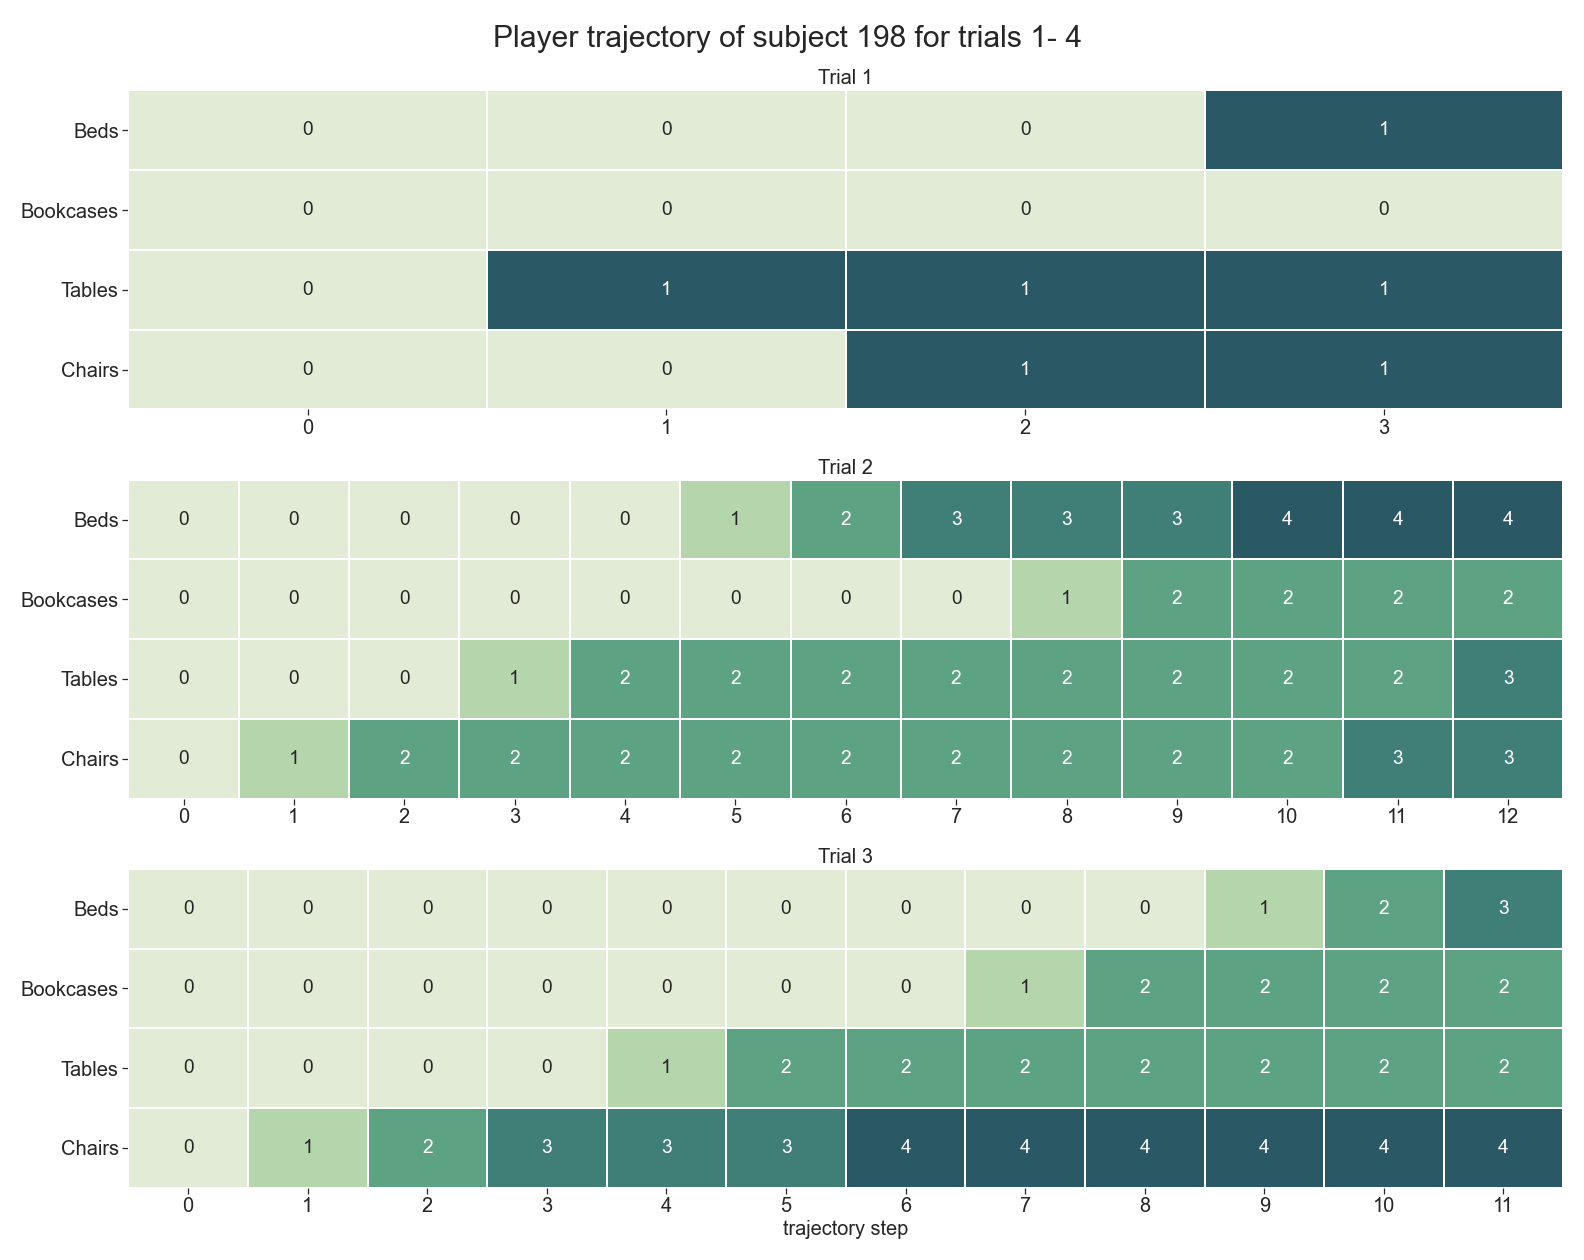 Player trajectory of subject 198 for trials 1- 4
Trial 1
Beds 0 0 0 1
Bookcases 0 0 0 0
Tables 0 1 1 1
Chairs 0 0 1 1
0 1 2 3
Trial 2
Beds 0 0 0 0 0 1 2 3 3 3 4 4 4
Bookcases 0 0 0 0 0 0 0 0 1 2 2 2 2
Tables 0 0 0 1 2 2 2 2 2 2 2 2 3
Chairs 0 1 2 2 2 2 2 2 2 2 2 3 3
0 1 2 3 4 5 6 7 8 9 10 11 12
Trial 3
Beds 0 0 0 0 0 0 0 0 0 1 2 3
Bookcases 0 0 0 0 0 0 0 1 2 2 2 2
Tables 0 0 0 0 1 2 2 2 2 2 2 2
Chairs 0 1 2 3 3 3 4 4 4 4 4 4
0 1 2 3 4 5 6 7 8 9 10 11
trajectory step